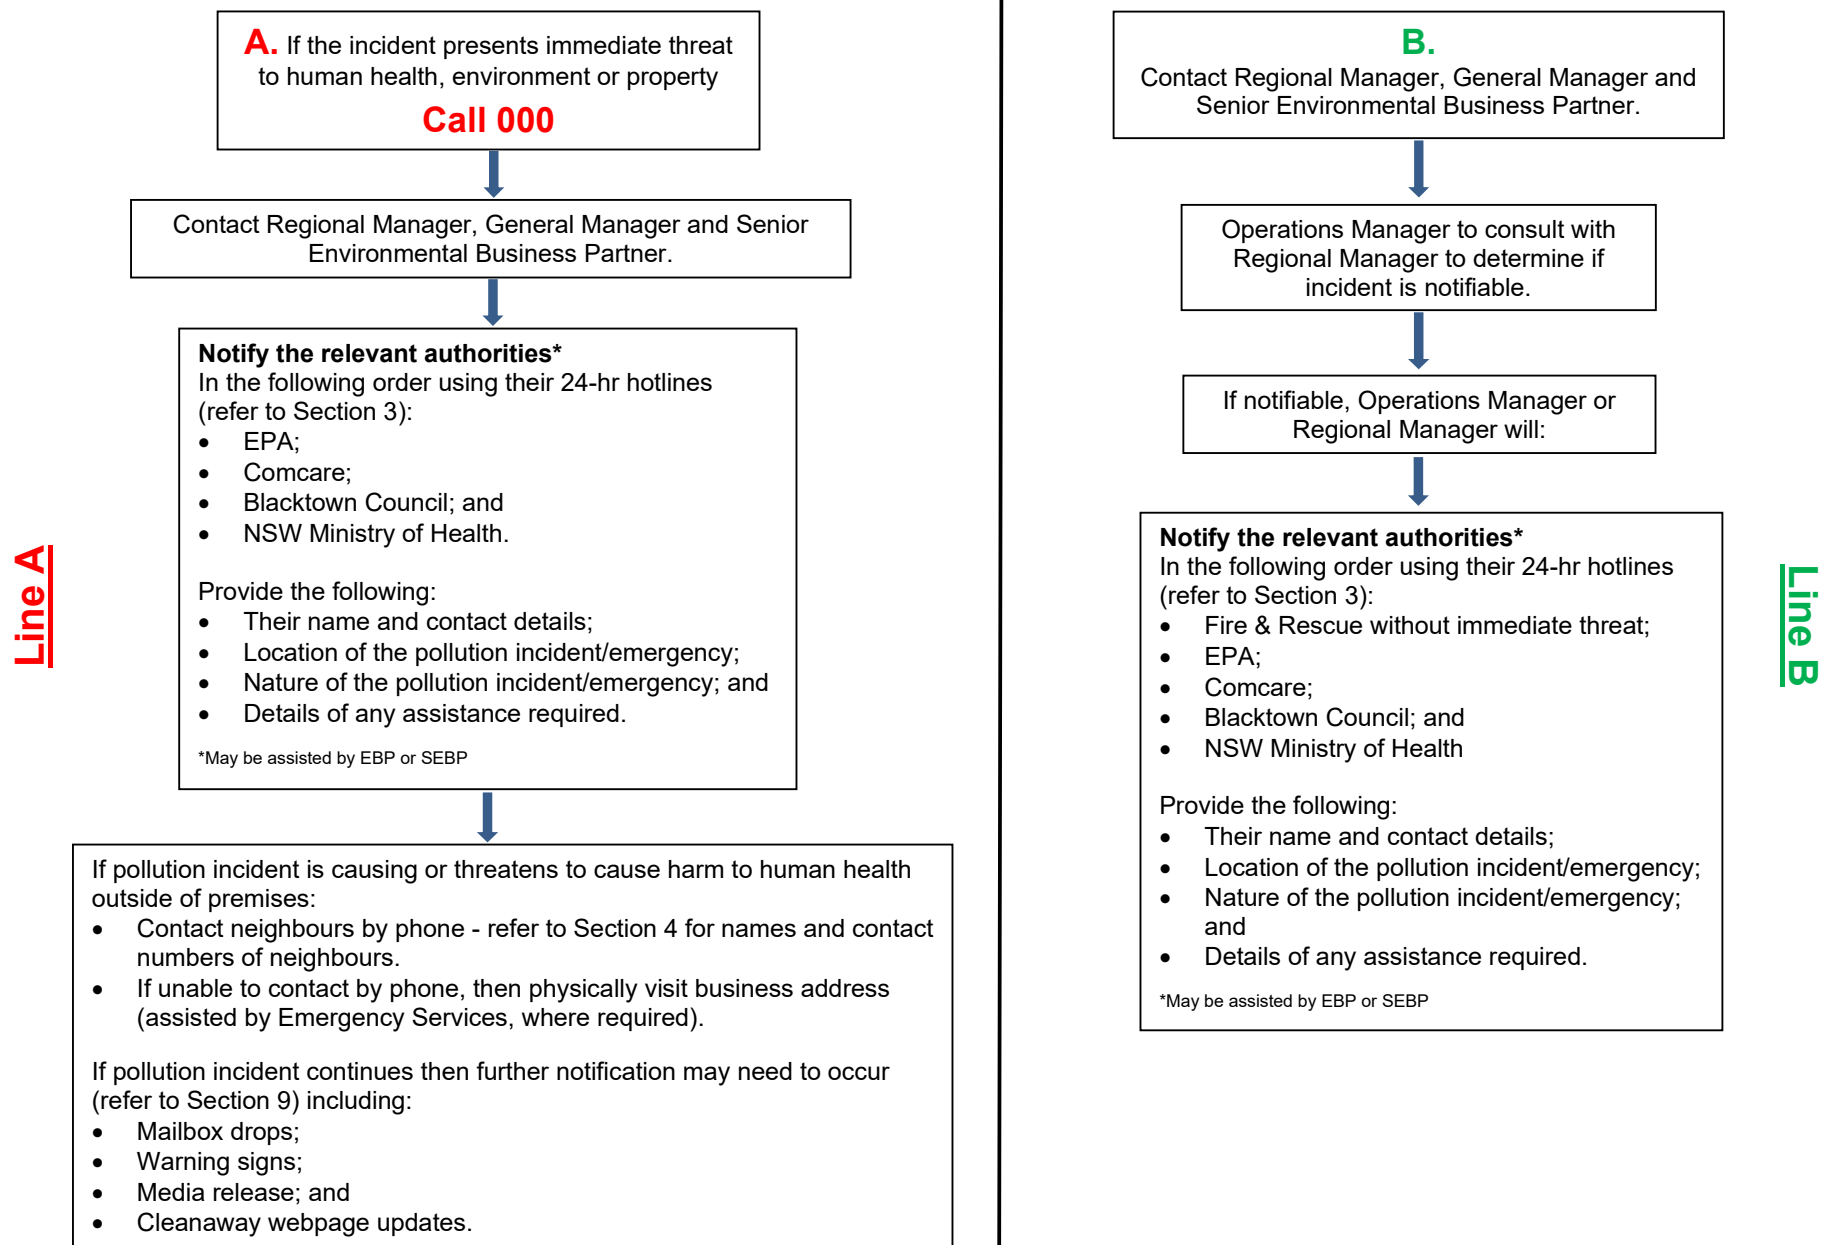 A. If the incident presents immediate threat
to human health, environment or property
Call 000
Contact Regional Manager, General Manager and Senior
Environmental Business Partner.
Notify the relevant authorities*
In the following order using their 24-hr hotlines
(refer to Section 3):
• EPA;
• Comcare;
• Blacktown Council; and
• NSW Ministry of Health.
Provide the following:
• Their name and contact details;
• Location of the pollution incident/emergency;
• Nature of the pollution incident/emergency; and
• Details of any assistance required.
*May be assisted by EBP or SEBP
If pollution incident is causing or threatens to cause harm to human health
outside of premises:
• Contact neighbours by phone - refer to Section 4 for names and contact
numbers of neighbours.
• If unable to contact by phone, then physically visit business address
(assisted by Emergency Services, where required).
If pollution incident continues then further notification may need to occur
(refer to Section 9) including:
• Mailbox drops;
• Warning signs;
• Media release; and
• Cleanaway webpage updates.
Line A
B.
Contact Regional Manager, General Manager and
Senior Environmental Business Partner.
Operations Manager to consult with
Regional Manager to determine if
incident is notifiable.
If notifiable, Operations Manager or
Regional Manager will:
Notify the relevant authorities*
In the following order using their 24-hr hotlines
(refer to Section 3):
• Fire & Rescue without immediate threat;
• EPA;
• Comcare;
• Blacktown Council; and
• NSW Ministry of Health
Provide the following:
• Their name and contact details;
• Location of the pollution incident/emergency;
• Nature of the pollution incident/emergency;
and
• Details of any assistance required.
*May be assisted by EBP or SEBP
Line B